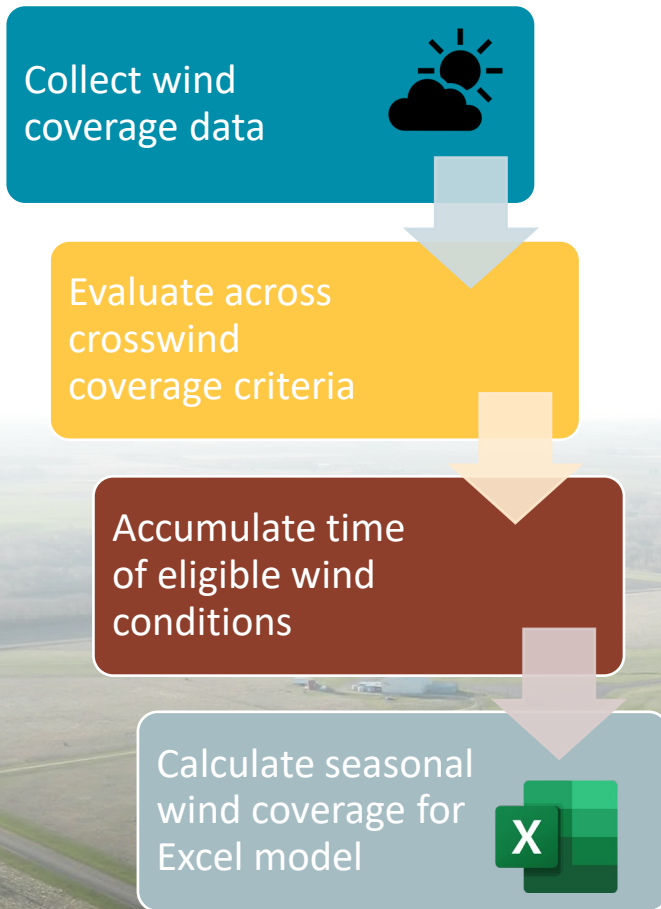 Collect wind
coverage data
Evaluate across
crosswind
coverage criteria
Accumulate time
of eligible wind
conditions
Calculate seasonal
wind coverage for
Excel model
X